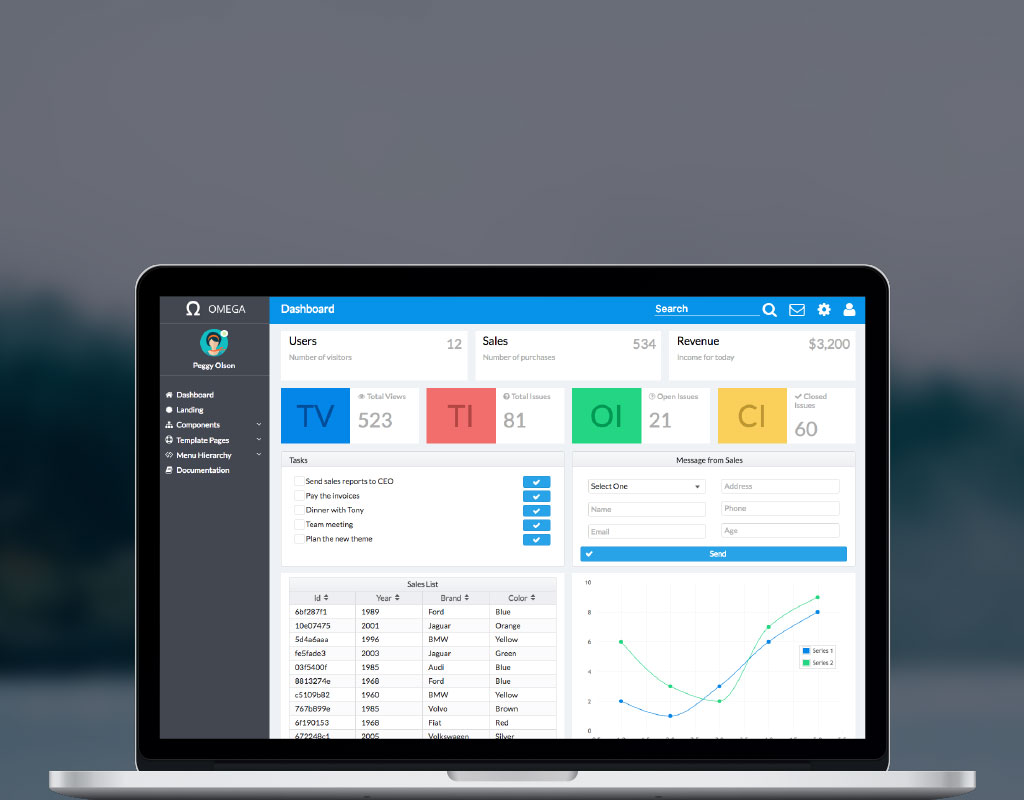 Ω OMEGA
Dashboard
Search
Peggy Olson
Dashboard
Landing
Components
Template Pages
Menu Hierarchy
Documentation
Users 12
Number of visitors
Sales 534
Number of purchases
Revenue $3,200
Income for today
TV Total Views
523
TI Total Issues
81
OI Open Issues
21
CI Closed
Issues
60
Tasks
Send sales reports to CEO
Pay the invoices
Dinner with Tony
Team meeting
Plan the new theme
Message from Sales
Select One Address
Name Phone
Email Age
Send
Sales List
Id Year Brand Color
6bf287f1 1989 Ford Blue
10e07475 2001 Jaguar Orange
5d4a6aaa 1996 BMW Yellow
fe5fade3 2003 Jaguar Green
03f5400f 1985 Audi Blue
8813274e 1968 Ford Blue
c5109b82 1960 BMW Yellow
767b899e 1985 Volvo Brown
6f190153 1968 Fiat Red
672248c1 2005 Volkswagen Silver
10
8
6
4
2
0
Series 1
Series 2